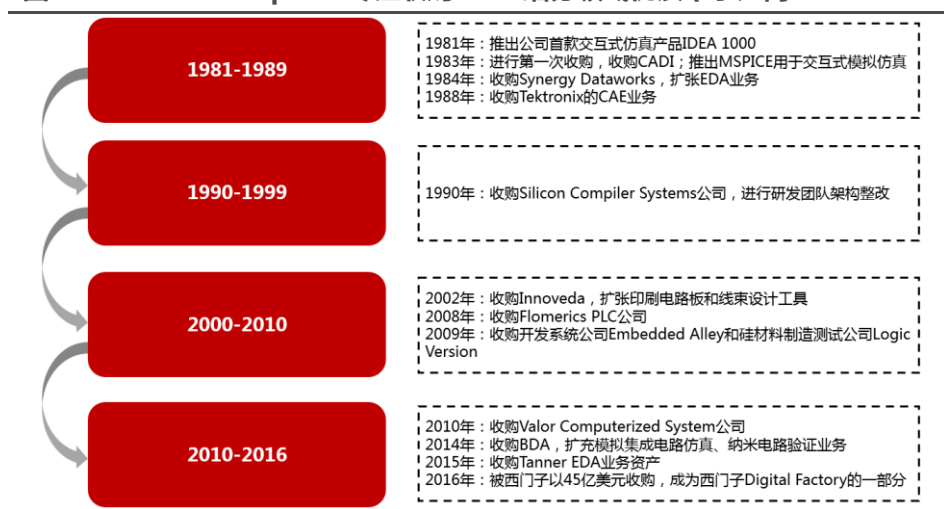 1981-1989
1981年：推出公司首款交互式仿真产品IDEA 1000
1983年：进行第一次收购，收购CADI；推出MSPICE用于交互式模拟仿真
1984年：收购Synergy Dataworks，扩张EDA业务
1988年：收购Tektronix的CAE业务
1990-1999
1990年：收购Silicon Compiler Systems公司，进行研发团队架构整改
2000-2010
2002年：收购Innoveda，扩张印刷电路板和线束设计工具
2008年：收购Flomerics PLC公司
2009年：收购开发系统公司Embedded Alley和硅材料制造测试公司Logic
Version
2010-2016
2010年：收购Valor Computerized System公司
2014年：收购BDA，扩充模拟集成电路仿真、纳米电路验证业务
2015年：收购Tanner EDA业务资产
2016年：被西门子以45亿美元收购，成为西门子Digital Factory的一部分